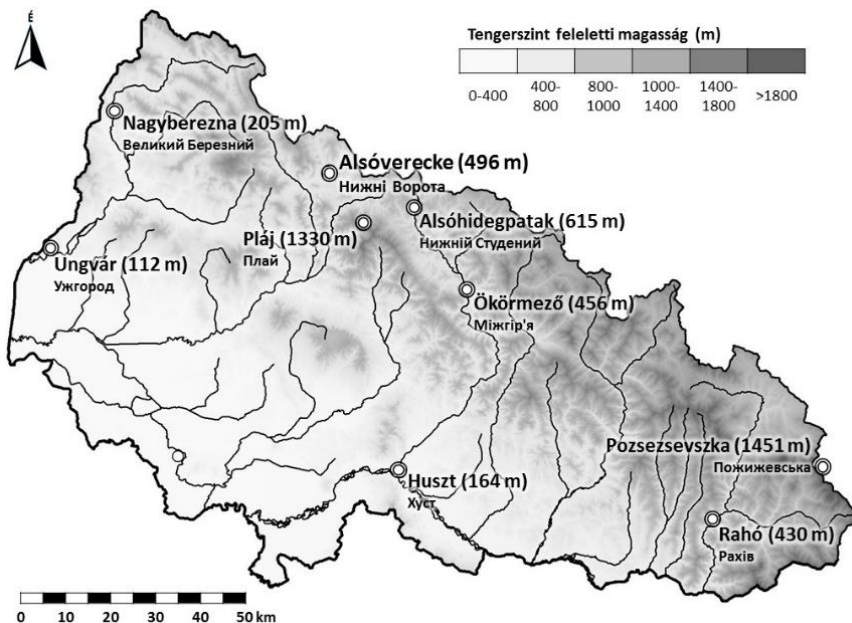 É
Tengerszint feleletti magasság (m)
0-400
400-
800
800-
1000
1000-
1400
1400-
1800
>1800
Nagyberezna (205 m)
Великий Березний
Alsóverecke (496 m)
Нижні Ворота
Alsóhidegpatak (615 m)
Нижній Студений
Pláj (1330 m)
Плай
Ungvár (112 m)
Ужгород
Ökörmező (456 m)
Міжгір'я
Pozsezsevszka (1451 m)
Пожижевська
Huszt (164 m)
Хуст
Rahó (430 m)
Рахів
0 10 20 30 40 50 km